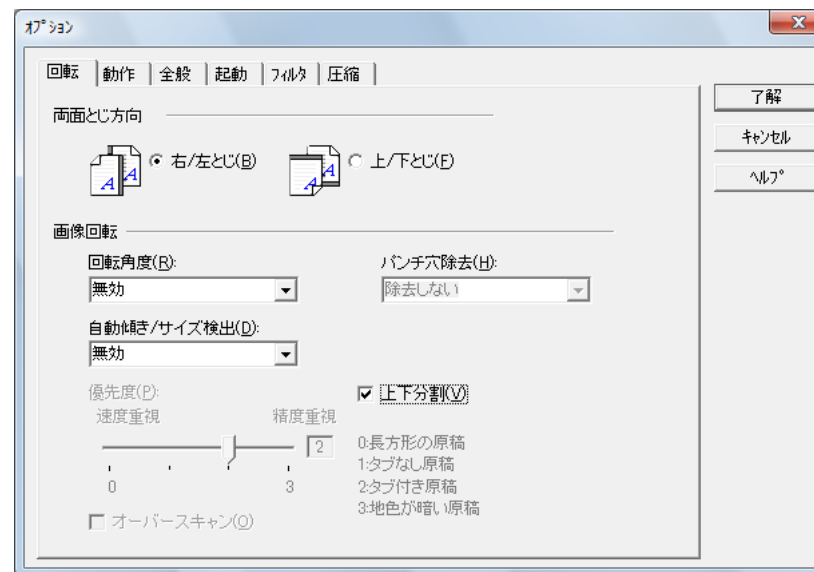 ｵﾌﾟｼｮﾝ
回転 動作 全般 起動 ﾌｨﾙﾀ 圧縮
了解
ｷｬﾝｾﾙ
ﾍﾙﾌﾟ
両面とじ方向
右/左とじ(B) 上/下とじ(F)
画像回転
回転角度(R): パンチ穴除去(H):
無効 除去しない
自動傾き/サイズ検出(D):
無効
優先度(P): 上下分割(V)
速度重視 精度重視
2
0 3
0:長方形の原稿
1:タブなし原稿
2:タブ付き原稿
3:地色が暗い原稿
オーバースキャン(O)